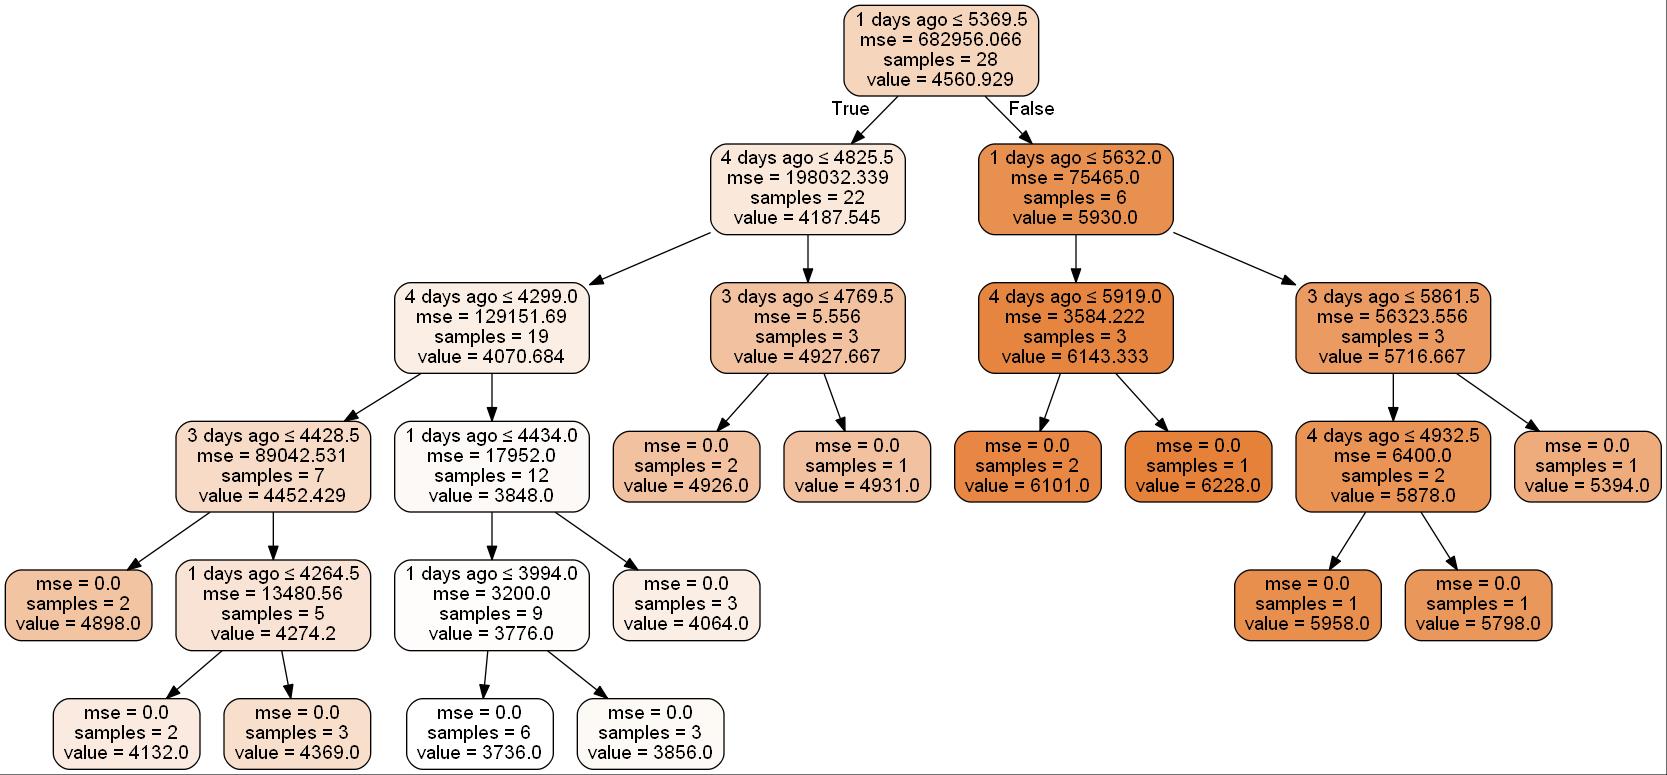 1 days ago ≤ 5369.5
mse = 682956.066
samples = 28
value = 4560.929
True
False
4 days ago ≤ 4825.5
mse = 198032.339
samples = 22
value = 4187.545
1 days ago ≤ 5632.0
mse = 75465.0
samples = 6
value = 5930.0
4 days ago ≤ 4299.0
mse = 129151.69
samples = 19
value = 4070.684
3 days ago ≤ 4769.5
mse = 5.556
samples = 3
value = 4927.667
4 days ago ≤ 5919.0
mse = 3584.222
samples = 3
value = 6143.333
3 days ago ≤ 5861.5
mse = 56323.556
samples = 3
value = 5716.667
3 days ago ≤ 4428.5
mse = 89042.531
samples = 7
value = 4452.429
1 days ago ≤ 4434.0
mse = 17952.0
samples = 12
value = 3848.0
mse = 0.0
samples = 2
value = 4926.0
mse = 0.0
samples = 1
value = 4931.0
mse = 0.0
samples = 2
value = 6101.0
mse = 0.0
samples = 1
value = 6228.0
4 days ago ≤ 4932.5
mse = 6400.0
samples = 2
value = 5878.0
mse = 0.0
samples = 1
value = 5394.0
mse = 0.0
samples = 2
value = 4898.0
1 days ago ≤ 4264.5
mse = 13480.56
samples = 5
value = 4274.2
1 days ago ≤ 3994.0
mse = 3200.0
samples = 9
value = 3776.0
mse = 0.0
samples = 3
value = 4064.0
mse = 0.0
samples = 1
value = 5958.0
mse = 0.0
samples = 1
value = 5798.0
mse = 0.0
samples = 2
value = 4132.0
mse = 0.0
samples = 3
value = 4369.0
mse = 0.0
samples = 6
value = 3736.0
mse = 0.0
samples = 3
value = 3856.0